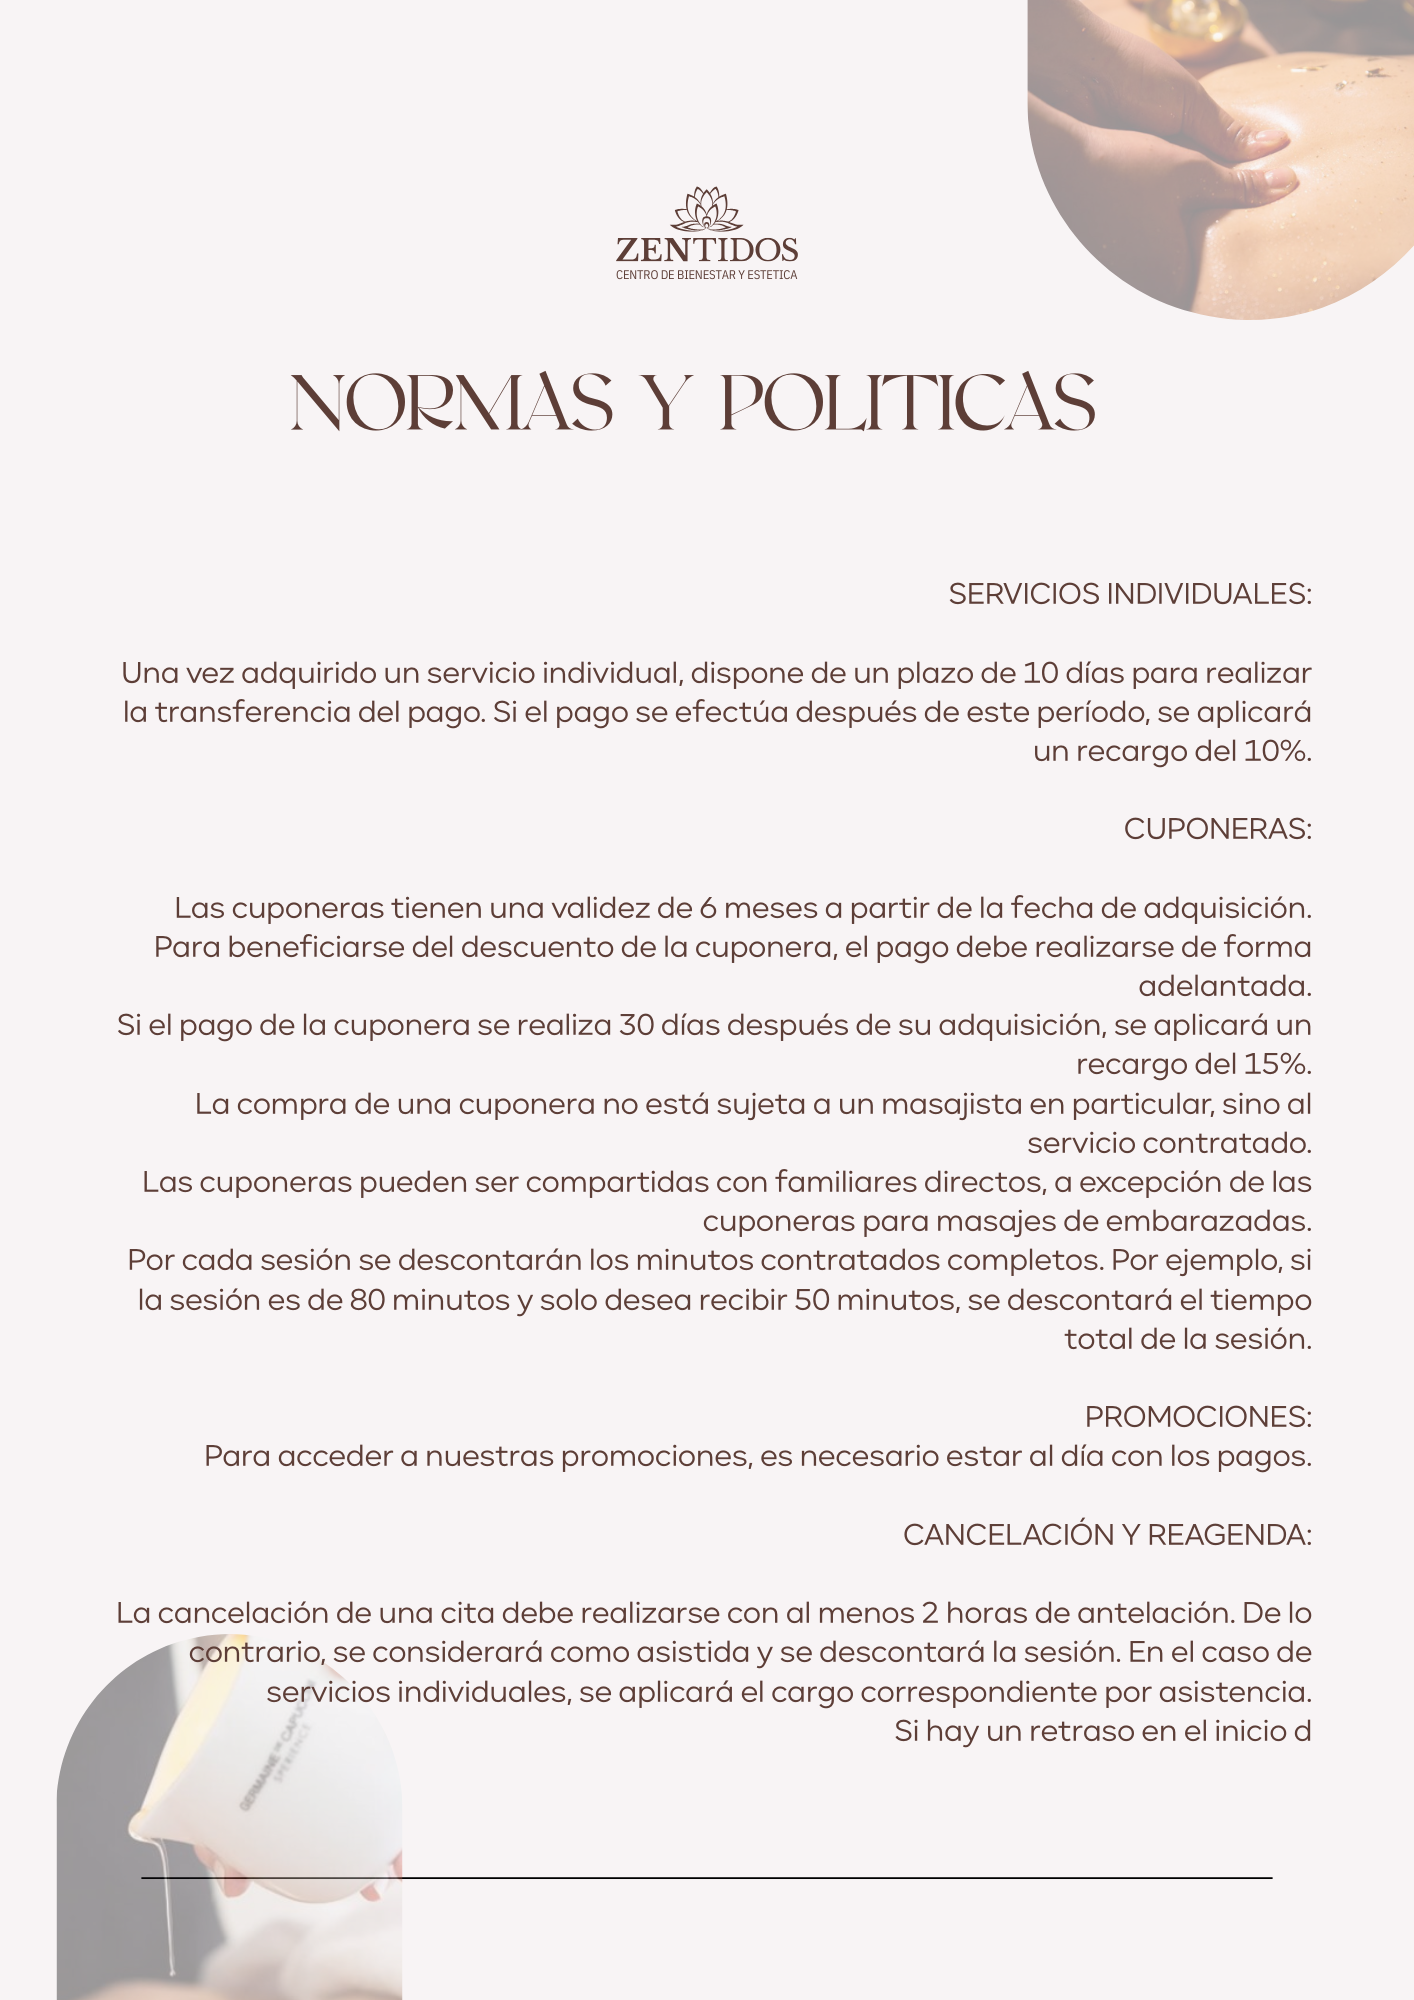 ZENTIDOS
CENTRO DE BIENESTAR Y ESTETICA
NORMAS Y POLITICAS
SERVICIOS INDIVIDUALES:
Una vez adquirido un servicio individual, dispone de un plazo de 10 días para realizar
la transferencia del pago. Si el pago se efectúa después de este período, se aplicará
un recargo del 10%.
CUPONERAS:
Las cuponeras tienen una validez de 6 meses a partir de la fecha de adquisición.
Para beneficiarse del descuento de la cuponera, el pago debe realizarse de forma
adelantada.
Si el pago de la cuponera se realiza 30 días después de su adquisición, se aplicará un
recargo del 15%.
La compra de una cuponera no está sujeta a un masajista en particular, sino al
servicio contratado.
Las cuponeras pueden ser compartidas con familiares directos, a excepción de las
cuponeras para masajes de embarazadas.
Por cada sesión se descontarán los minutos contratados completos. Por ejemplo, si
la sesión es de 80 minutos y solo desea recibir 50 minutos, se descontará el tiempo
total de la sesión.
PROMOCIONES:
Para acceder a nuestras promociones, es necesario estar al día con los pagos.
CANCELACIÓN Y REAGENDA:
La cancelación de una cita debe realizarse con al menos 2 horas de antelación. De lo
contrario, se considerará como asistida y se descontará la sesión. En el caso de
servicios individuales, se aplicará el cargo correspondiente por asistencia.
Si hay un retraso en el inicio d
GERMAINE DE CAPUCCINI
SPERIENCE